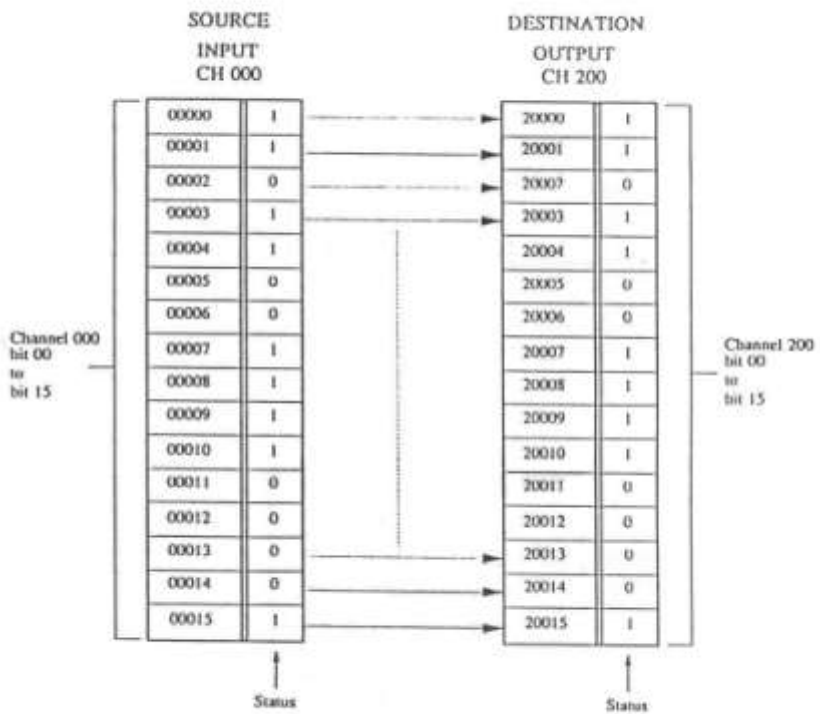 SOURCE
INPUT
CH 000
DESTINATION
OUTPUT
CH 200
00000 1
00001 1
00002 0
00003 1
00004 1
00005 0
00006 0
00007 1
00008 1
00009 1
00010 1
00011 0
00012 0
00013 0
00014 0
00015 1
20000 1
20001 1
20007 0
20003 1
20004 1
20005 0
20006 0
20007 1
20008 1
20009 1
20010 1
20011 0
20012 0
20013 0
20014 0
20015 1
Channel 000
bit 00
to
bit 15
Channel 200
bit 00
to
bit 15
Status
Status